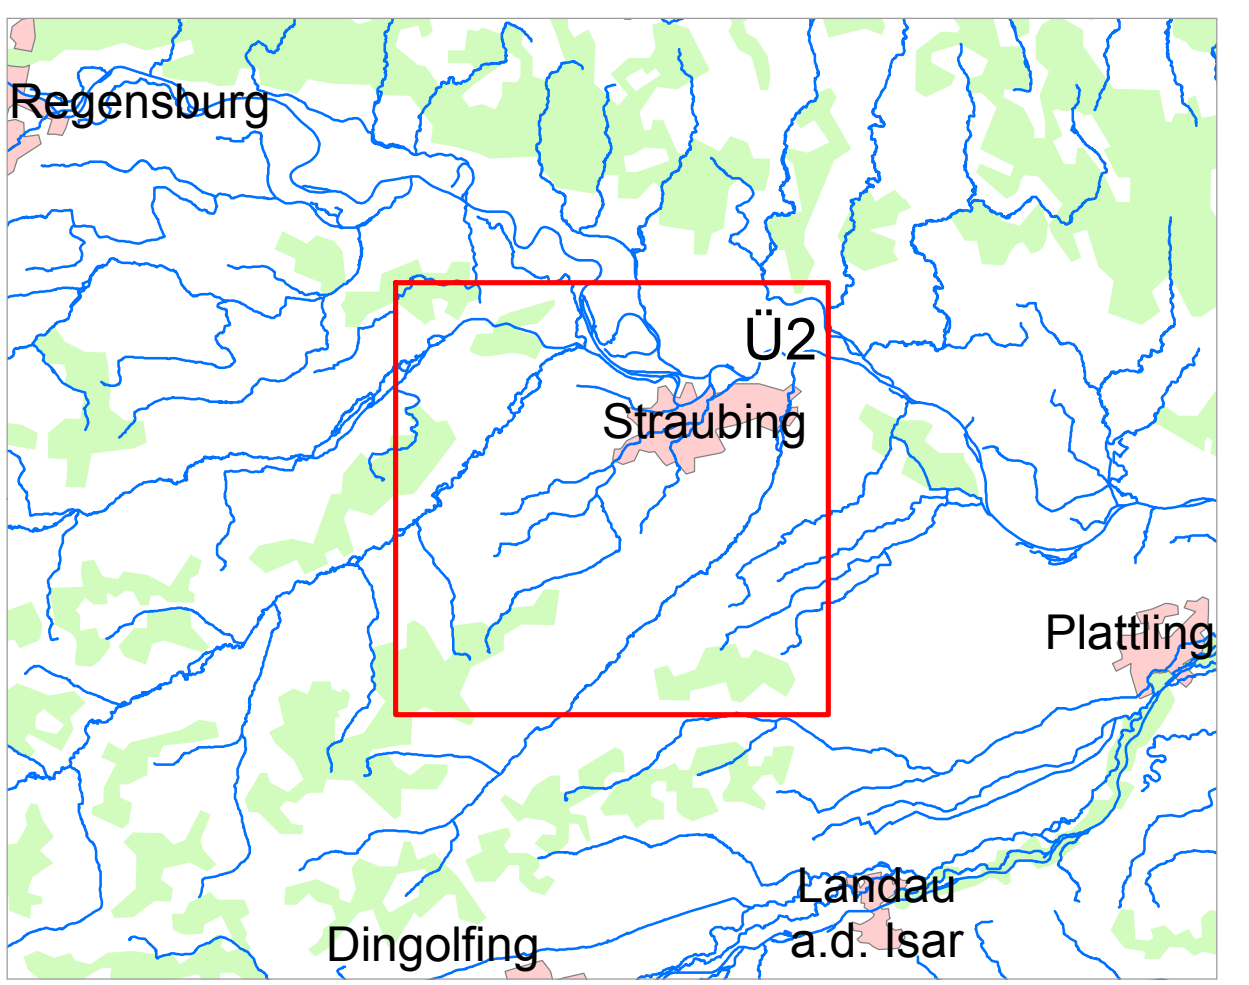 Regensburg
Ü2
Straubing
Plattling
Landau
a.d. Isar
Dingolfing